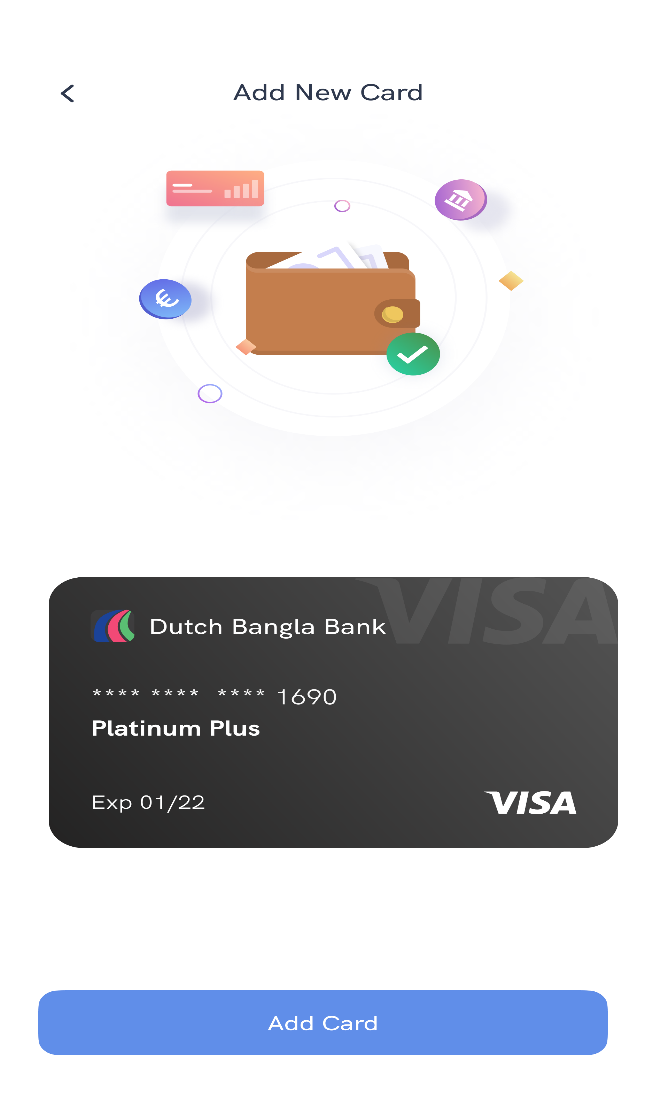 Add New Card
€
VISA
Dutch Bangla Bank
**** **** **** 1690
Platinum Plus
Exp 01/22
VISA
Add Card